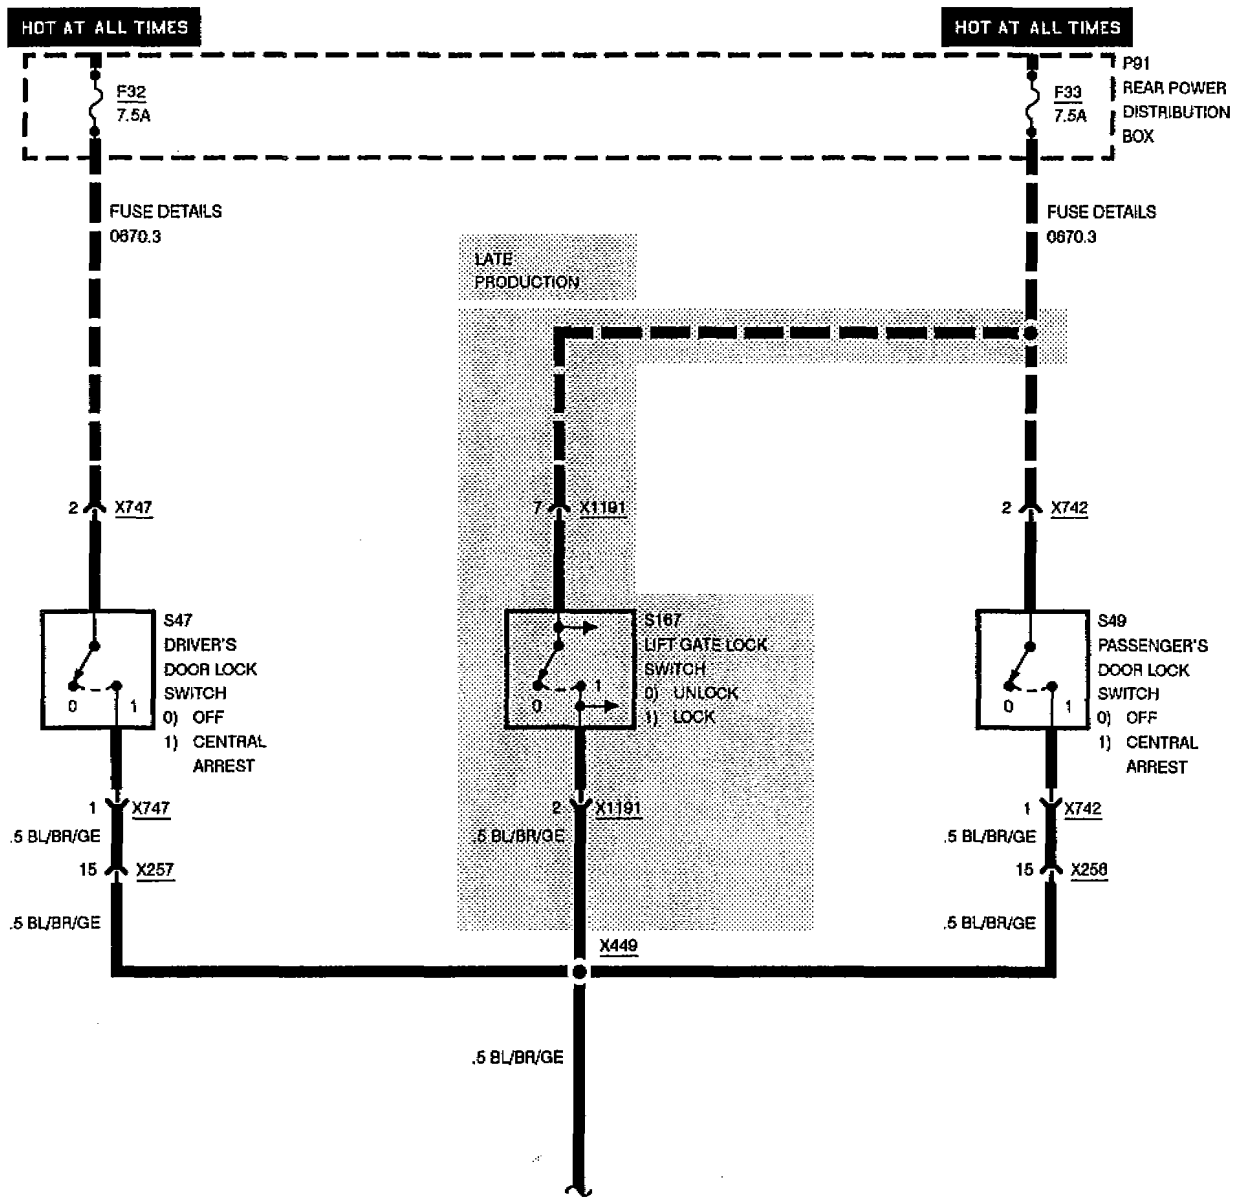 HOT AT ALL TIMES
HOT AT ALL TIMES
F32
7.5A
F33
7.5A
P91
REAR POWER
DISTRIBUTION
BOX
FUSE DETAILS
0670.3
FUSE DETAILS
0670.3
LATE
PRODUCTION
2 X747
7 X1191
2 X742
S47
DRIVER'S
DOOR LOCK
SWITCH
0) OFF
1) CENTRAL
ARREST
0 1
S167
LIFT GATE LOCK
SWITCH
0) UNLOCK
1) LOCK
0 1
S49
PASSENGER'S
DOOR LOCK
SWITCH
0) OFF
1) CENTRAL
ARREST
0 1
1 X747
2 X1191
1 X742
.5 BL/BR/GE
.5 BL/BR/GE
.5 BL/BR/GE
15 X257
15 X256
.5 BL/BR/GE
.5 BL/BR/GE
X449
.5 BL/BR/GE